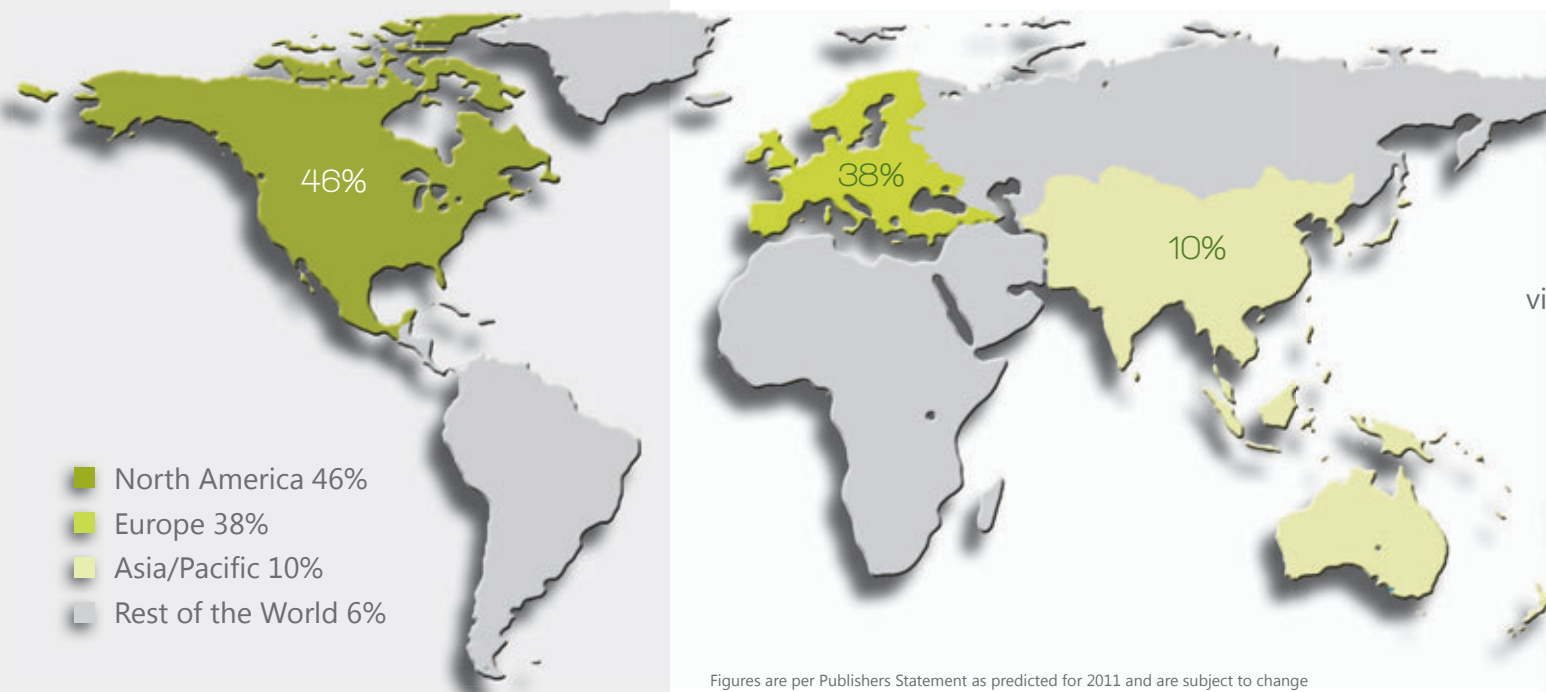 46%
38%
10%
vi
North America 46%
Europe 38%
Asia/Pacific 10%
Rest of the World 6%
Figures are per Publishers Statement as predicted for 2011 and are subject to change